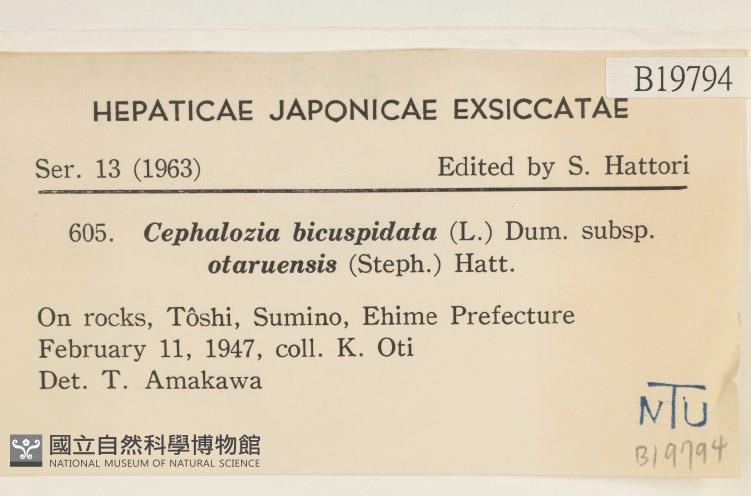 B19794
HEPATICAE JAPONICAE EXSICCATAE
Ser. 13 (1963) Edited by S. Hattori
605. Cephalozia bicuspidata (L.) Dum. subsp.
otaruensis (Steph.) Hatt.
On rocks, Tôshi, Sumino, Ehime Prefecture
February 11, 1947, coll. K. Oti
Det. T. Amakawa
NTU
B19794
國立自然科學博物館
NATIONAL MUSEUM OF NATURAL SCIENCE